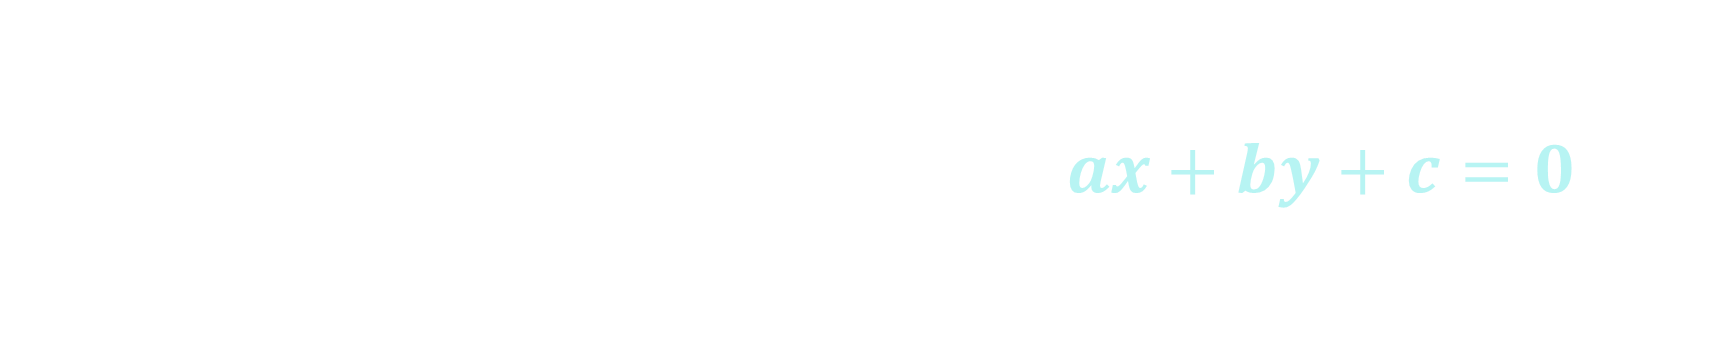 ax + by + c = 0